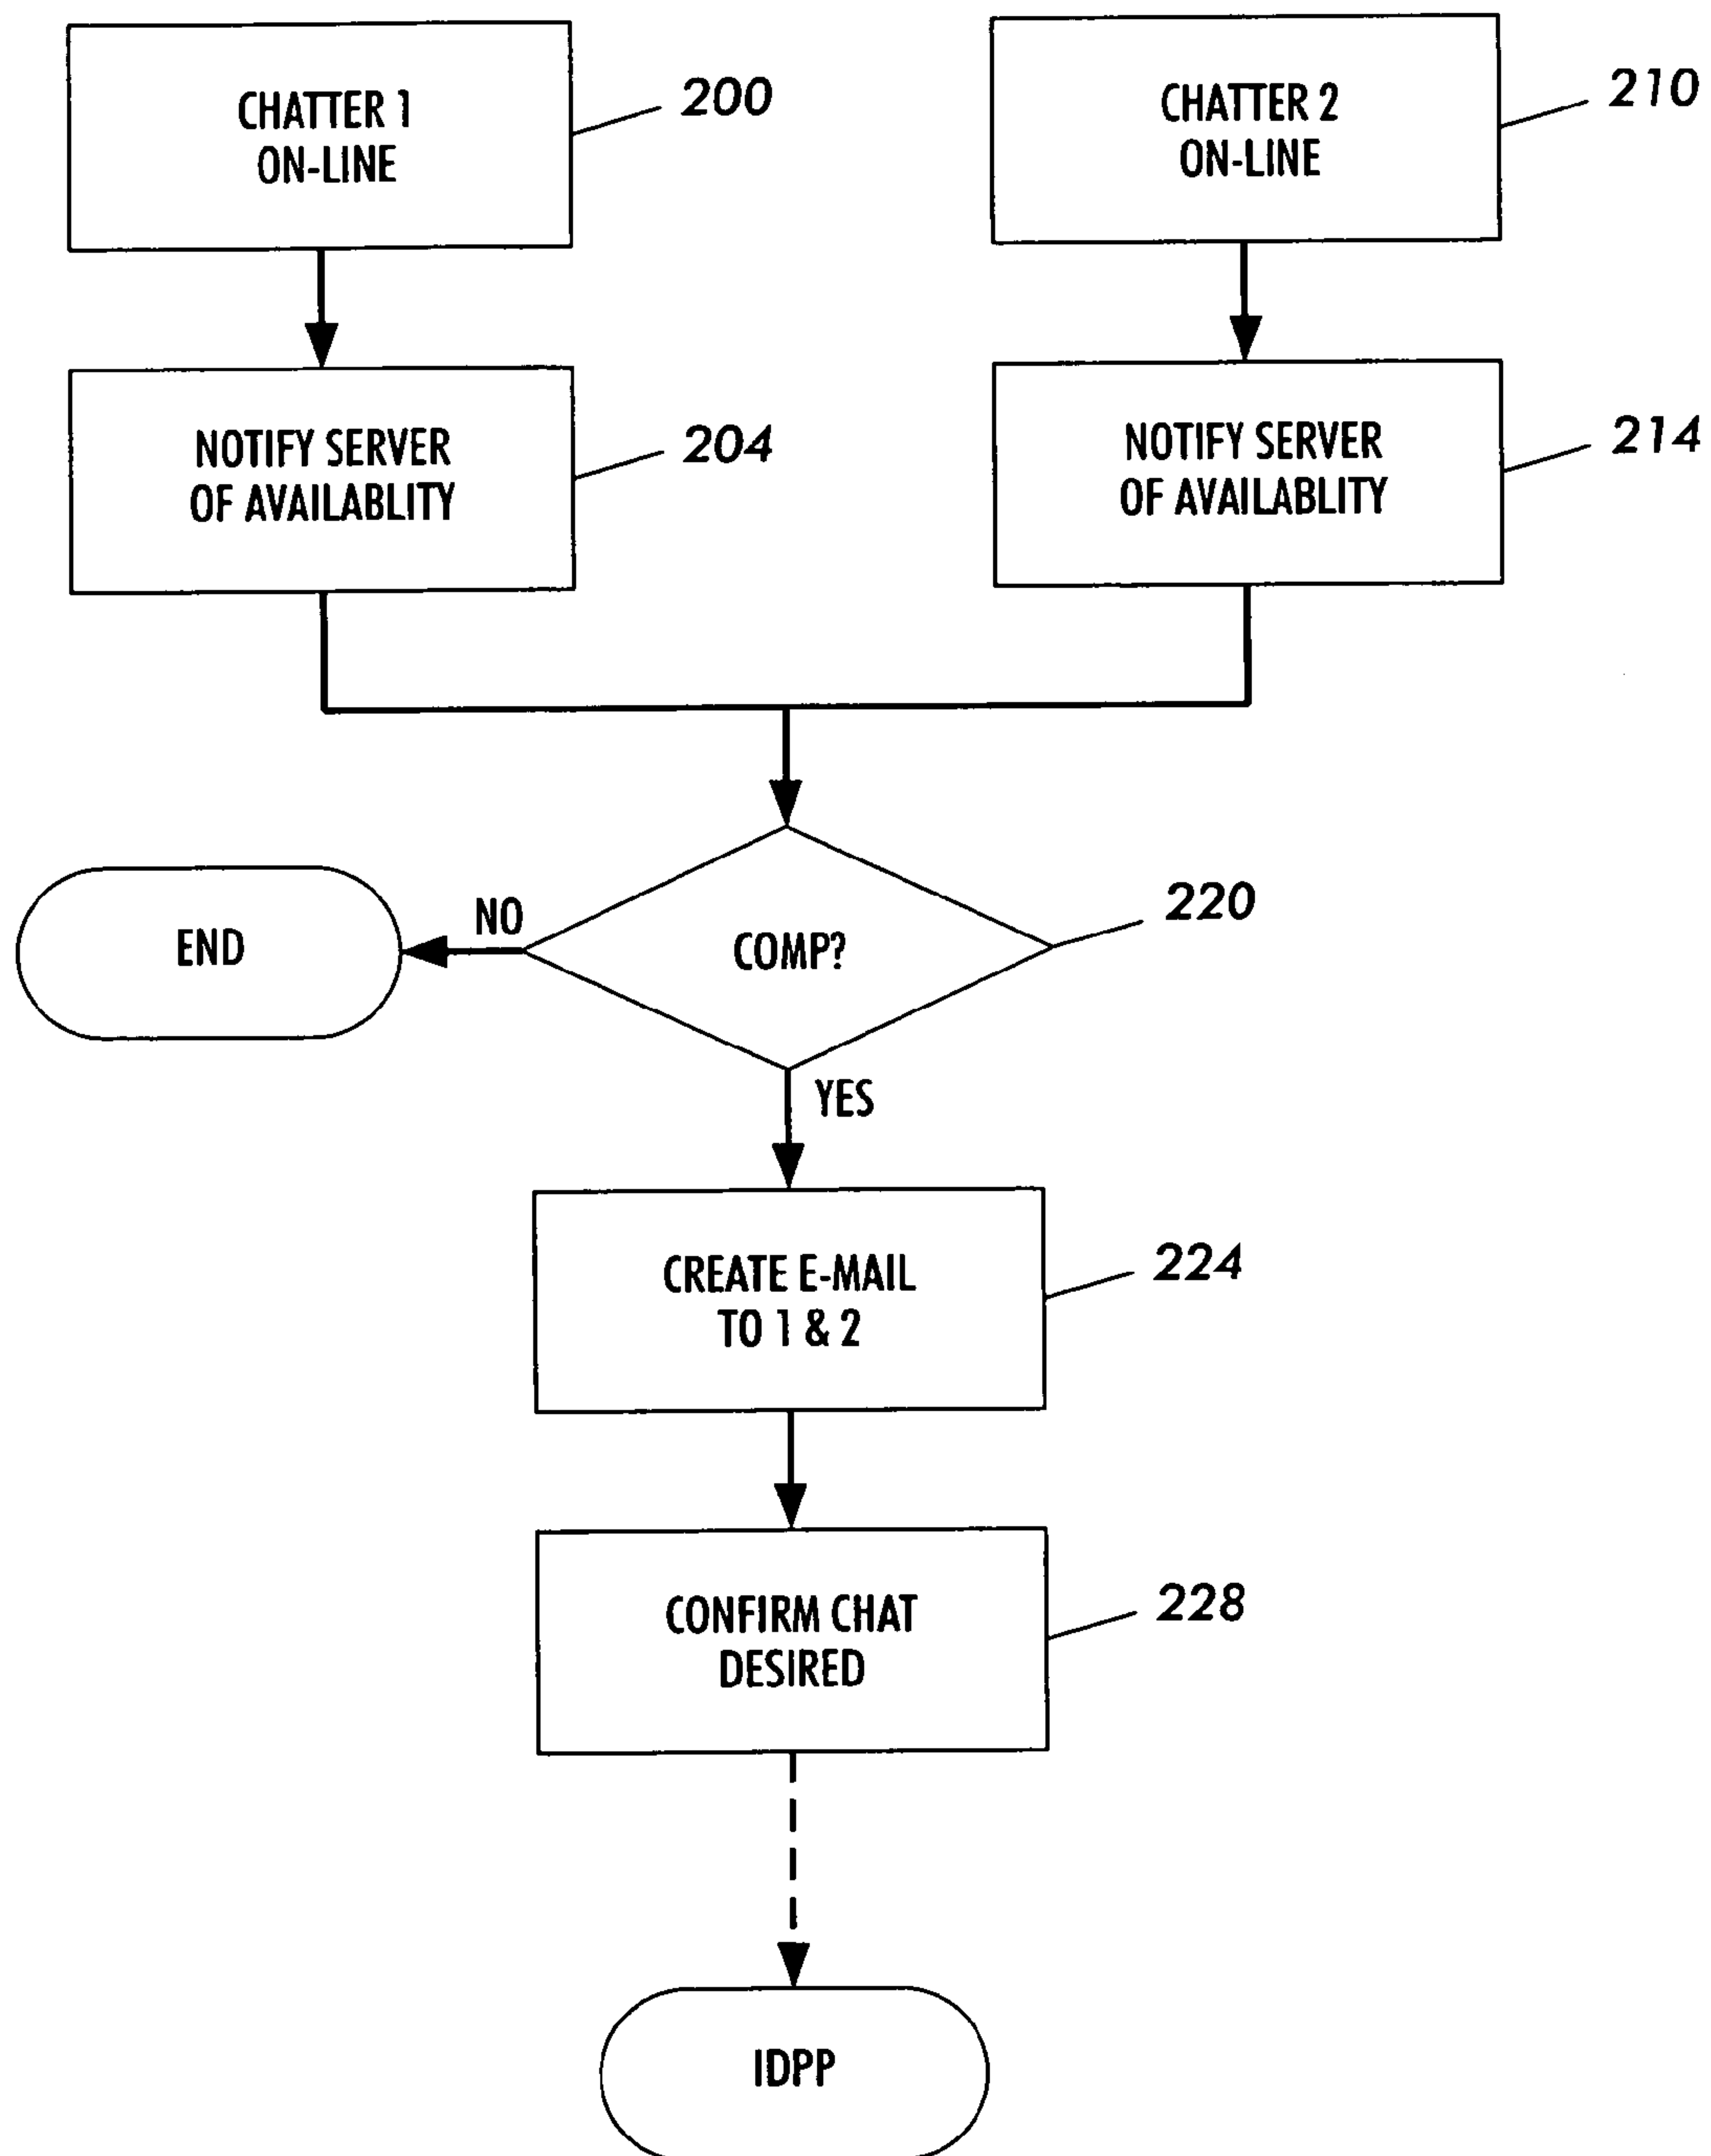 CHATTER 1
ON-LINE
200
CHATTER 2
ON-LINE
210
NOTIFY SERVER
OF AVAILABLITY
204
NOTIFY SERVER
OF AVAILABLITY
214
END
NO
COMP?
220
YES
CREATE E-MAIL
TO 1 & 2
224
CONFIRM CHAT
DESIRED
228
IDPP